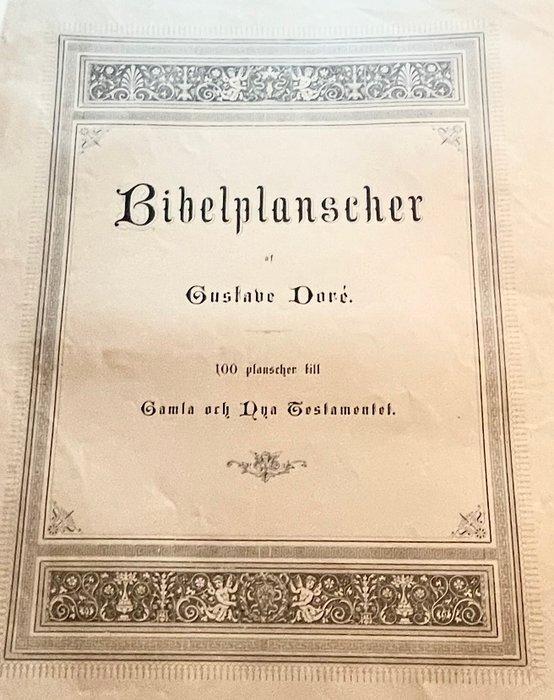 Bibelplanscher
af
Gustave Doré.
100 planscher till
Gamla och Nya Testamentet.